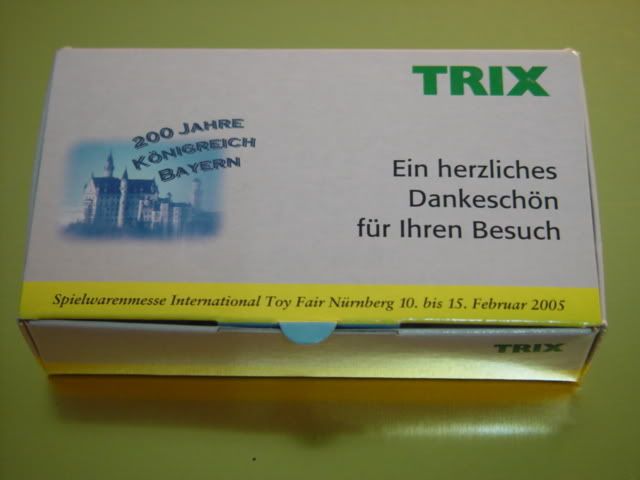 TRIX
200 JAHRE
KÖNIGREICH
BAYERN
Ein herzliches
Dankeschön
für Ihren Besuch
Spielwarenmesse International Toy Fair Nürnberg 10. bis 15. Februar 2005
TRIX